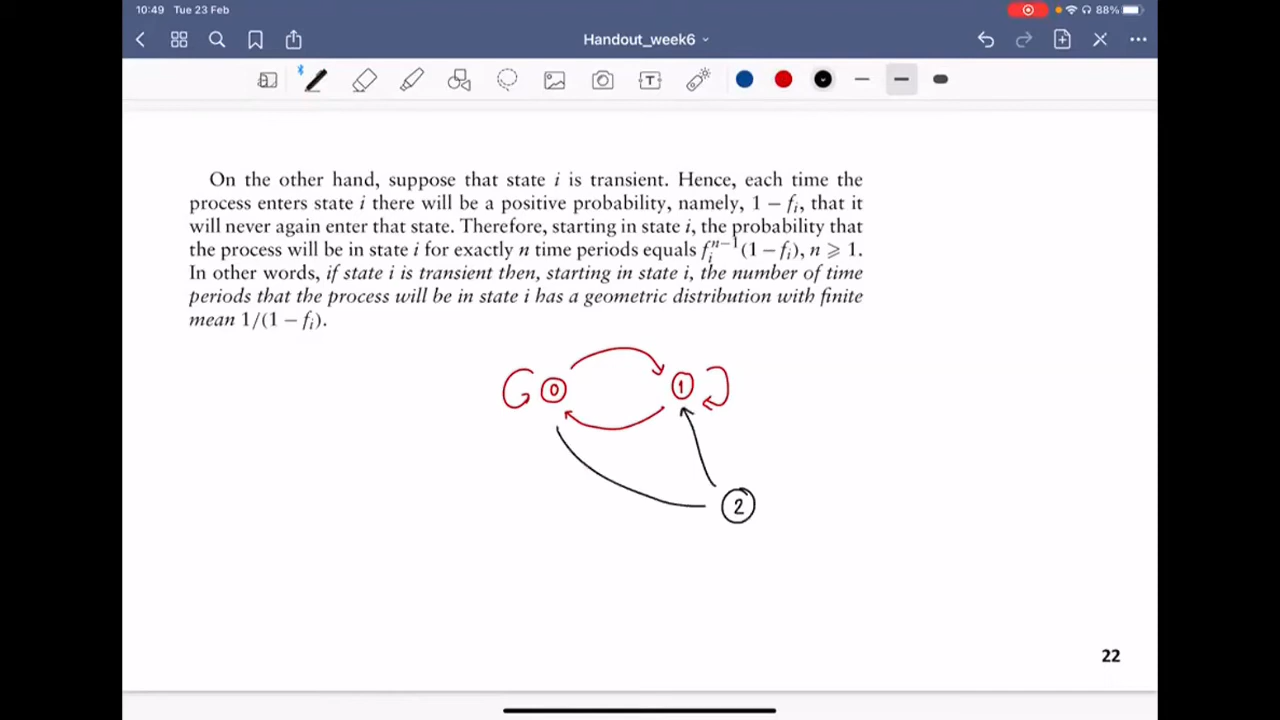 10:49 Tue 23 Feb
88%
Handout_week6
T
On the other hand, suppose that state i is transient. Hence, each time the
process enters state i there will be a positive probability, namely, 1 − fᵢ, that it
will never again enter that state. Therefore, starting in state i, the probability that
the process will be in state i for exactly n time periods equals fᵢⁿ⁻¹(1 − fᵢ), n ⩾ 1.
In other words, if state i is transient then, starting in state i, the number of time
periods that the process will be in state i has a geometric distribution with finite
mean 1/(1 − fᵢ).
0 1
2
22